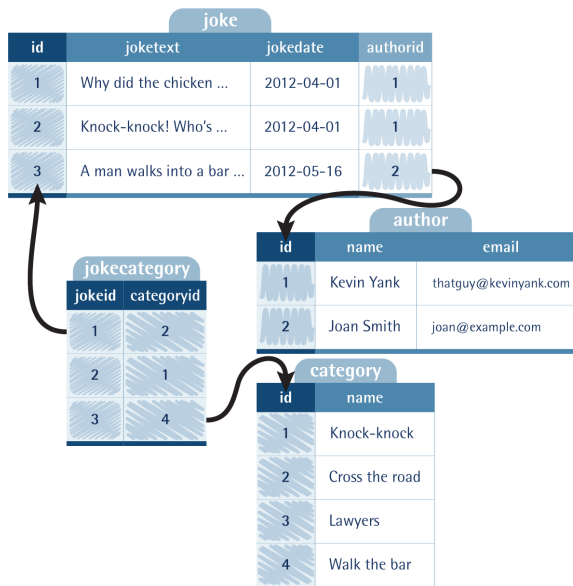 joke
id joketext jokedate authorid
1 Why did the chicken ... 2012-04-01 1
2 Knock-knock! Who's ... 2012-04-01 1
3 A man walks into a bar ... 2012-05-16 2
author
id name email
1 Kevin Yank thatguy@kevinyank.com
2 Joan Smith joan@example.com
jokecategory
jokeid categoryid
1 2
2 1
3 4
category
id name
1 Knock-knock
2 Cross the road
3 Lawyers
4 Walk the bar